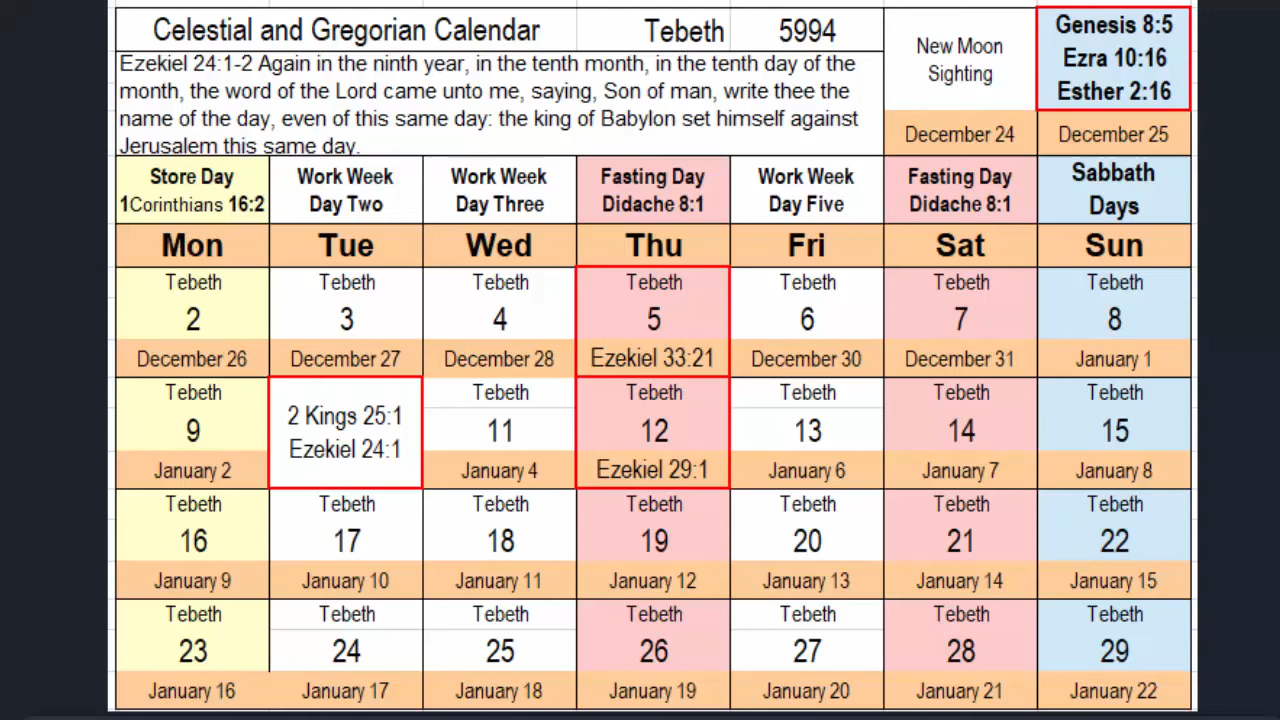 Celestial and Gregorian Calendar Tebeth 5994
Ezekiel 24:1-2 Again in the ninth year, in the tenth month, in the tenth day of the
month, the word of the Lord came unto me, saying, Son of man, write thee the
name of the day, even of this same day: the king of Babylon set himself against
Jerusalem this same day.
New Moon
Sighting
December 24
Genesis 8:5
Ezra 10:16
Esther 2:16
December 25
Store Day
1Corinthians 16:2
Work Week
Day Two
Work Week
Day Three
Fasting Day
Didache 8:1
Work Week
Day Five
Fasting Day
Didache 8:1
Sabbath
Days
Mon Tue Wed Thu Fri Sat Sun
Tebeth Tebeth Tebeth Tebeth Tebeth Tebeth Tebeth
2 3 4 5 6 7 8
December 26 December 27 December 28 Ezekiel 33:21 December 30 December 31 January 1
Tebeth 2 Kings 25:1 Tebeth Tebeth Tebeth Tebeth Tebeth
9 Ezekiel 24:1 11 12 13 14 15
January 2 January 4 Ezekiel 29:1 January 6 January 7 January 8
Tebeth Tebeth Tebeth Tebeth Tebeth Tebeth Tebeth
16 17 18 19 20 21 22
January 9 January 10 January 11 January 12 January 13 January 14 January 15
Tebeth Tebeth Tebeth Tebeth Tebeth Tebeth Tebeth
23 24 25 26 27 28 29
January 16 January 17 January 18 January 19 January 20 January 21 January 22